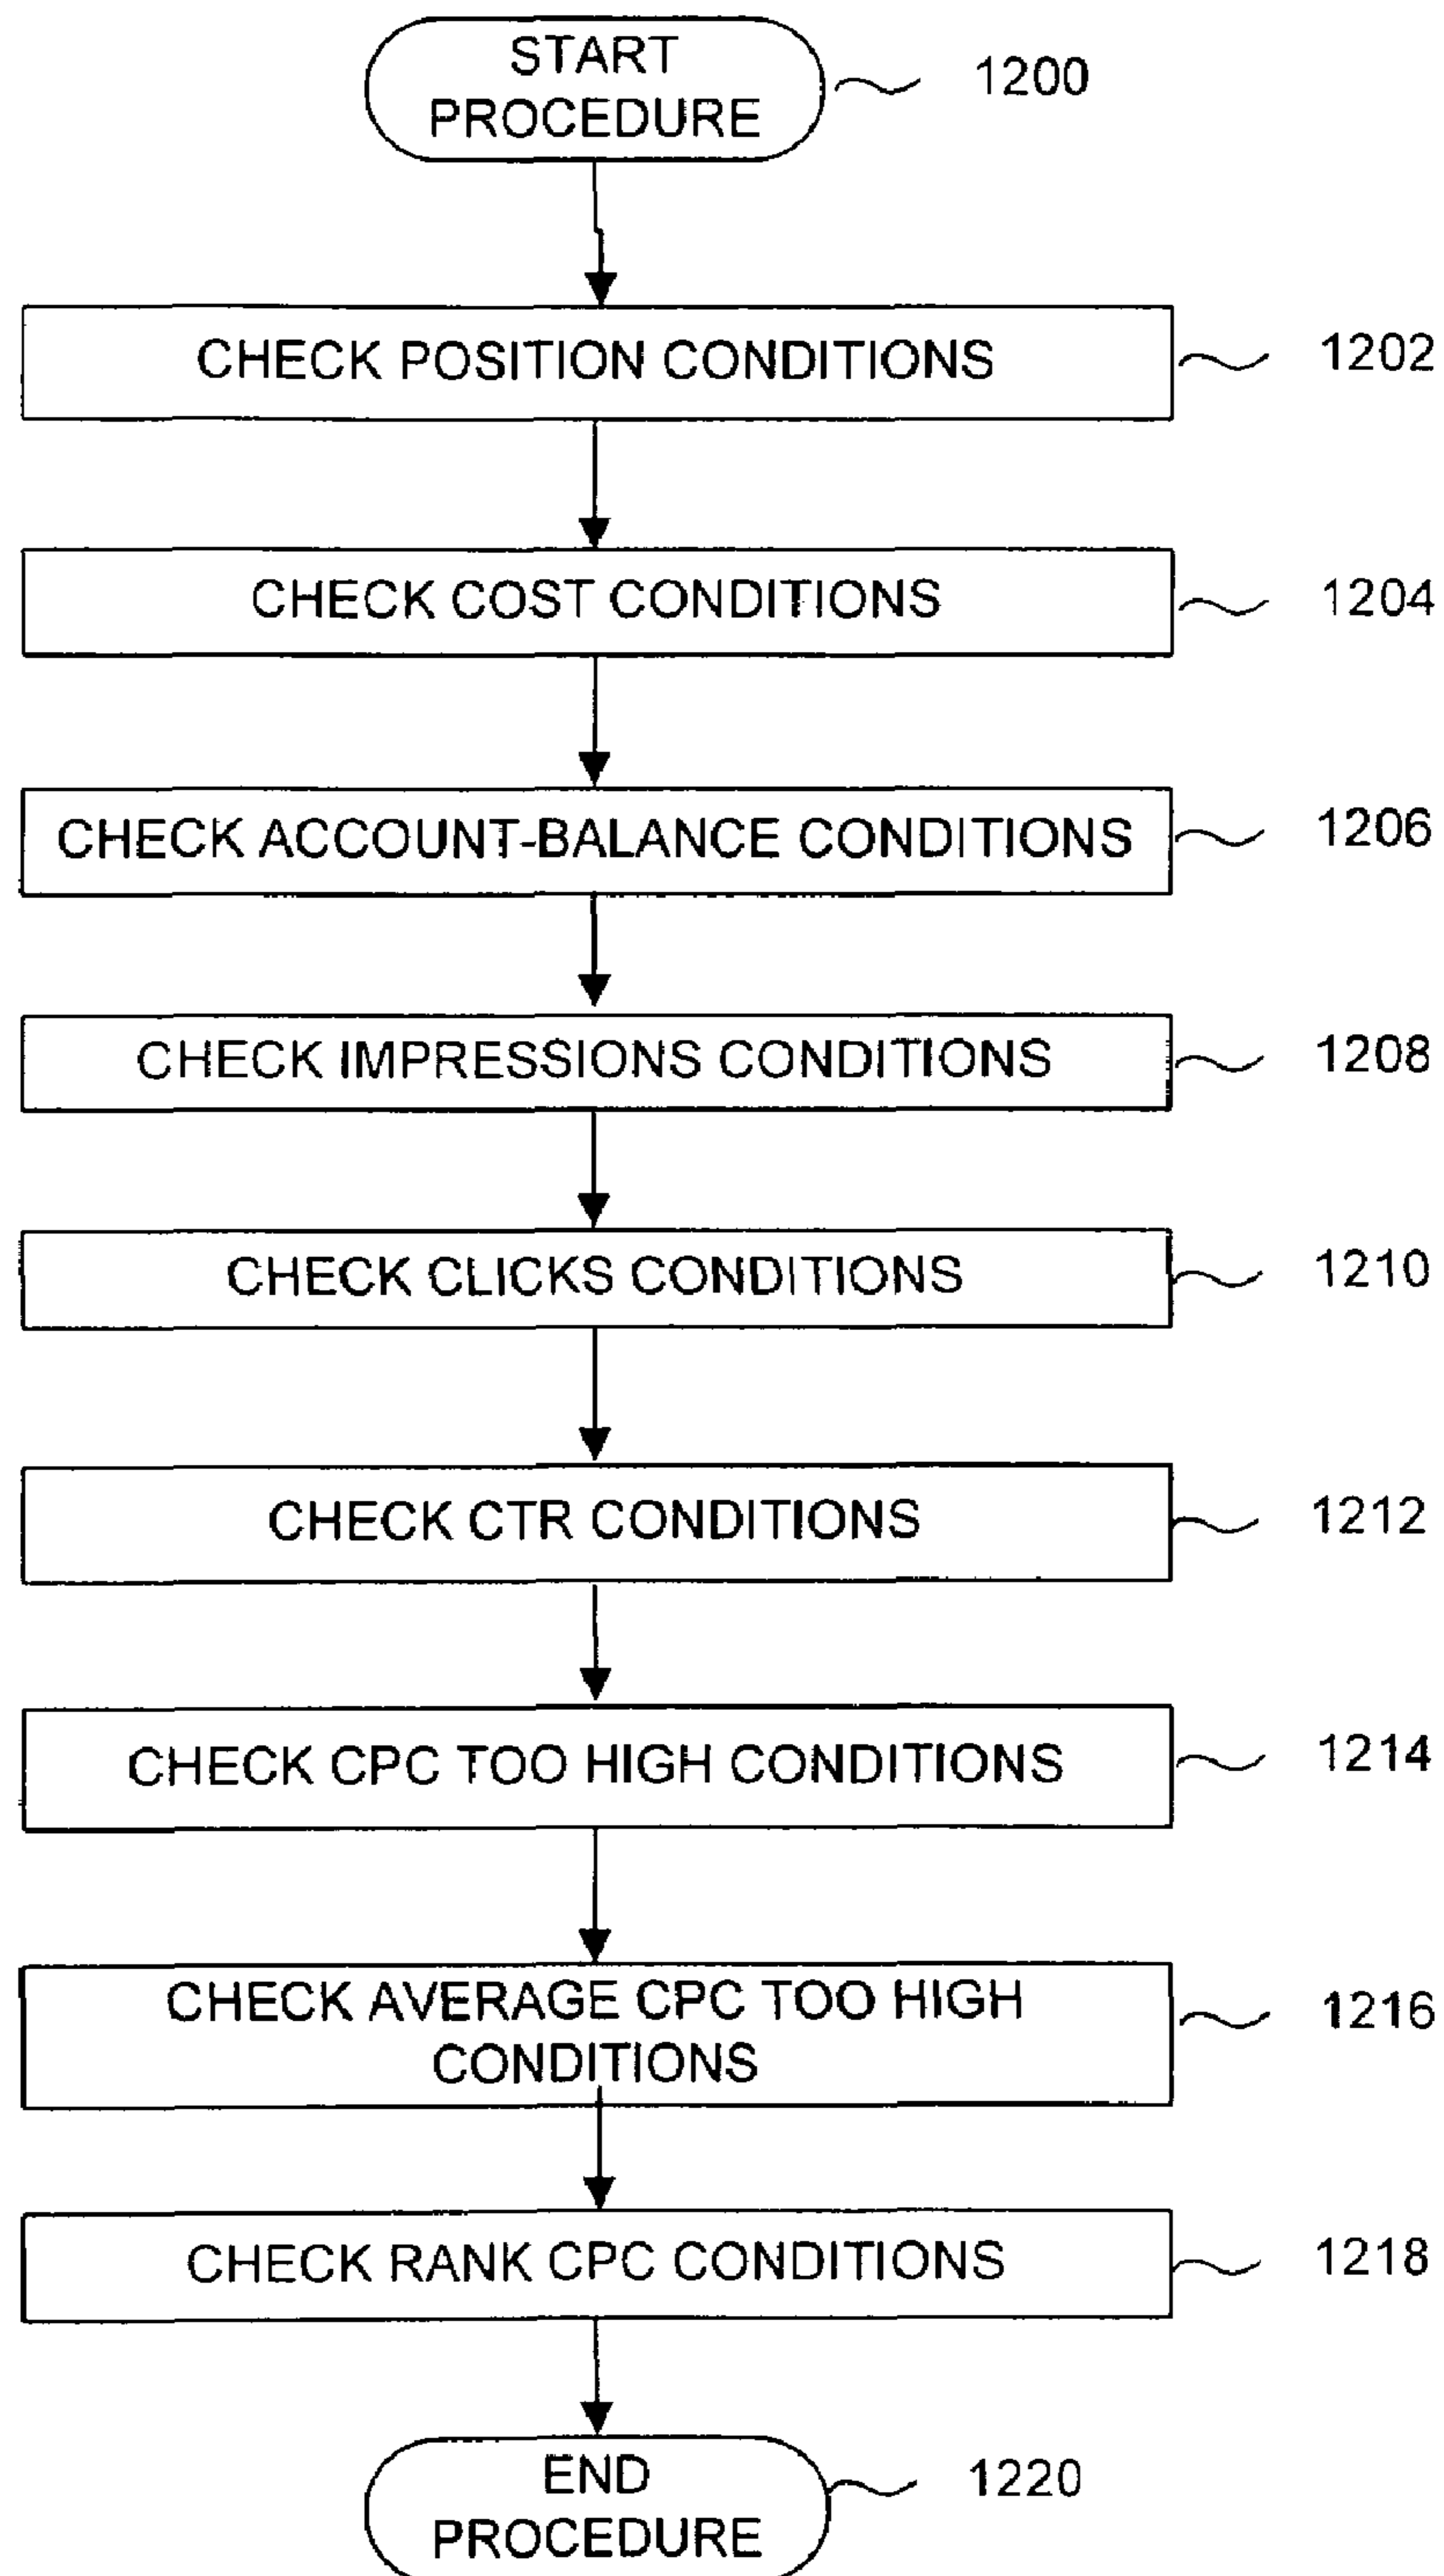 START
PROCEDURE
1200
CHECK POSITION CONDITIONS
1202
CHECK COST CONDITIONS
1204
CHECK ACCOUNT-BALANCE CONDITIONS
1206
CHECK IMPRESSIONS CONDITIONS
1208
CHECK CLICKS CONDITIONS
1210
CHECK CTR CONDITIONS
1212
CHECK CPC TOO HIGH CONDITIONS
1214
CHECK AVERAGE CPC TOO HIGH
CONDITIONS
1216
CHECK RANK CPC CONDITIONS
1218
END
PROCEDURE
1220